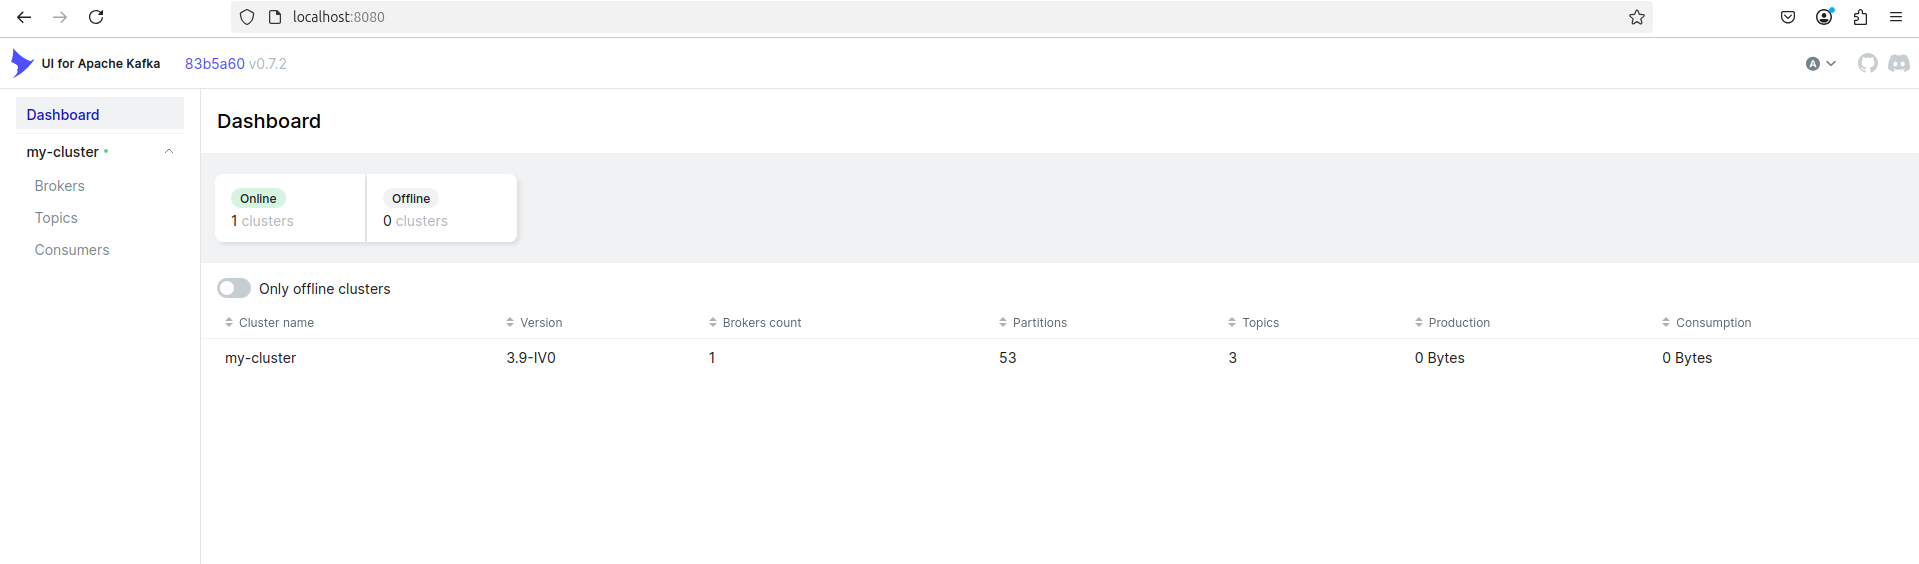 localhost:8080
UI for Apache Kafka 83b5a60 v0.7.2
A
Dashboard
my-cluster
Brokers
Topics
Consumers
Dashboard
Online
1 clusters
Offline
0 clusters
Only offline clusters
Cluster name Version Brokers count Partitions Topics Production Consumption
my-cluster 3.9-IV0 1 53 3 0 Bytes 0 Bytes